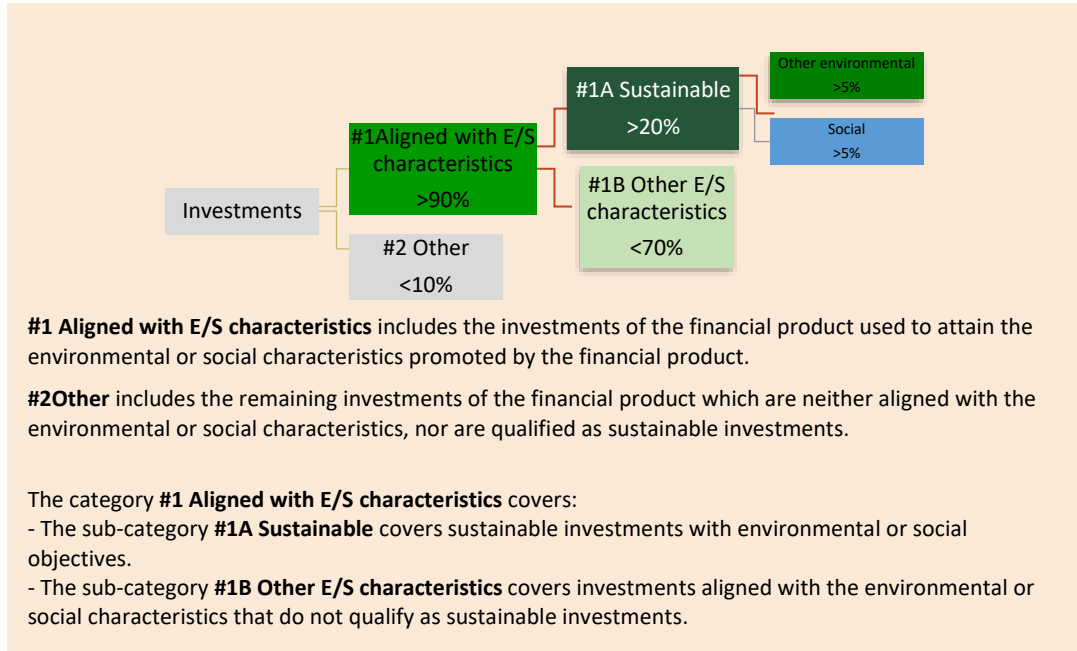 Other environmental
>5%
#1A Sustainable
>20%
Social
>5%
#1Aligned with E/S
characteristics
>90%
#1B Other E/S
characteristics
<70%
Investments
#2 Other
<10%
#1 Aligned with E/S characteristics includes the investments of the financial product used to attain the
environmental or social characteristics promoted by the financial product.
#2Other includes the remaining investments of the financial product which are neither aligned with the
environmental or social characteristics, nor are qualified as sustainable investments.
The category #1 Aligned with E/S characteristics covers:
- The sub-category #1A Sustainable covers sustainable investments with environmental or social
objectives.
- The sub-category #1B Other E/S characteristics covers investments aligned with the environmental or
social characteristics that do not qualify as sustainable investments.